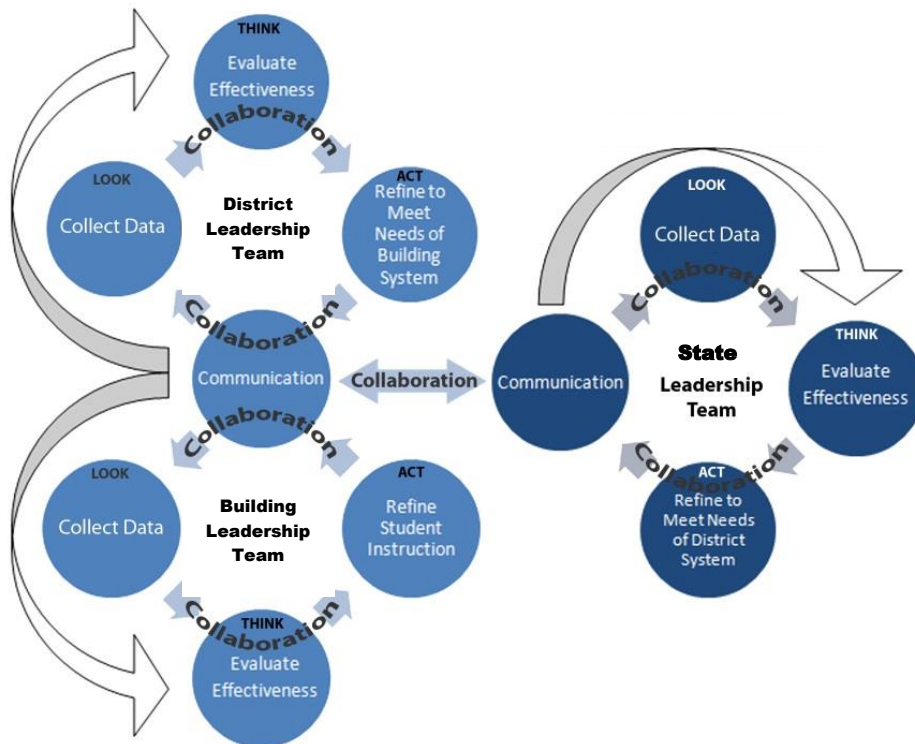 THINK
Evaluate
Effectiveness
Collaboration
LOOK
Collect Data
District
Leadership
Team
ACT
Refine to
Meet
Needs of
Building
System
Collaboration
Communication
Collaboration
Collaboration
LOOK
Collect Data
Building
Leadership
Team
ACT
Refine
Student
Instruction
Collaboration
THINK
Evaluate
Effectiveness
LOOK
Collect Data
Collaboration
Communication
State
Leadership
Team
THINK
Evaluate
Effectiveness
Collaboration
ACT
Refine to
Meet Needs
of District
System